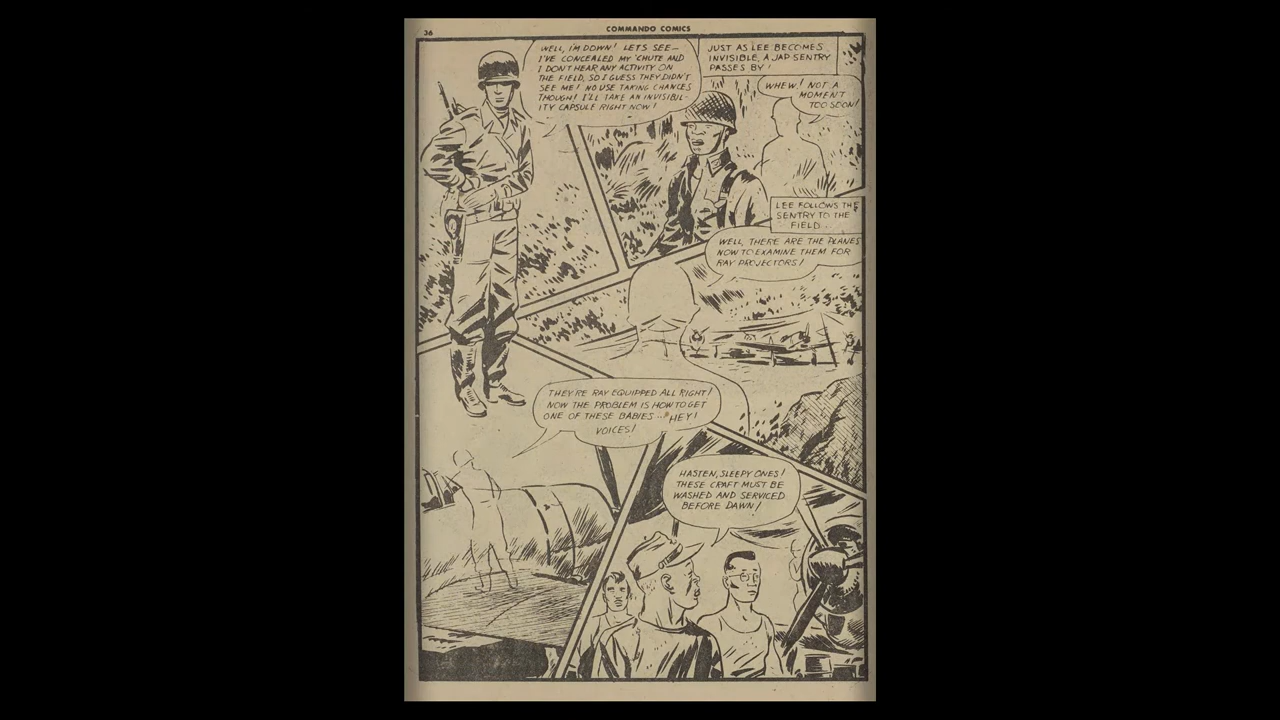 36
COMMANDO COMICS
WELL, I'M DOWN! LETS SEE—
I'VE CONCEALED MY 'CHUTE AND
I DON'T HEAR ANY ACTIVITY ON
THE FIELD, SO I GUESS THEY DIDN'T
SEE ME! NO USE TAKING CHANCES
THOUGH! I'LL TAKE AN INVISIBIL-
ITY CAPSULE RIGHT NOW!
JUST AS LEE BECOMES
INVISIBLE, A JAP SENTRY
PASSES BY!
WHEW! NOT A
MOMENT
TOO SOON!
LEE FOLLOWS THE
SENTRY TO THE
FIELD...
WELL, THERE ARE THE PLANES
NOW TO EXAMINE THEM FOR
RAY PROJECTORS!
THEY'RE RAY EQUIPPED ALL RIGHT!
NOW THE PROBLEM IS HOW TO GET
ONE OF THESE BABIES... HEY!
VOICES!
HASTEN, SLEEPY ONES!
THESE CRAFT MUST BE
WASHED AND SERVICED
BEFORE DAWN!